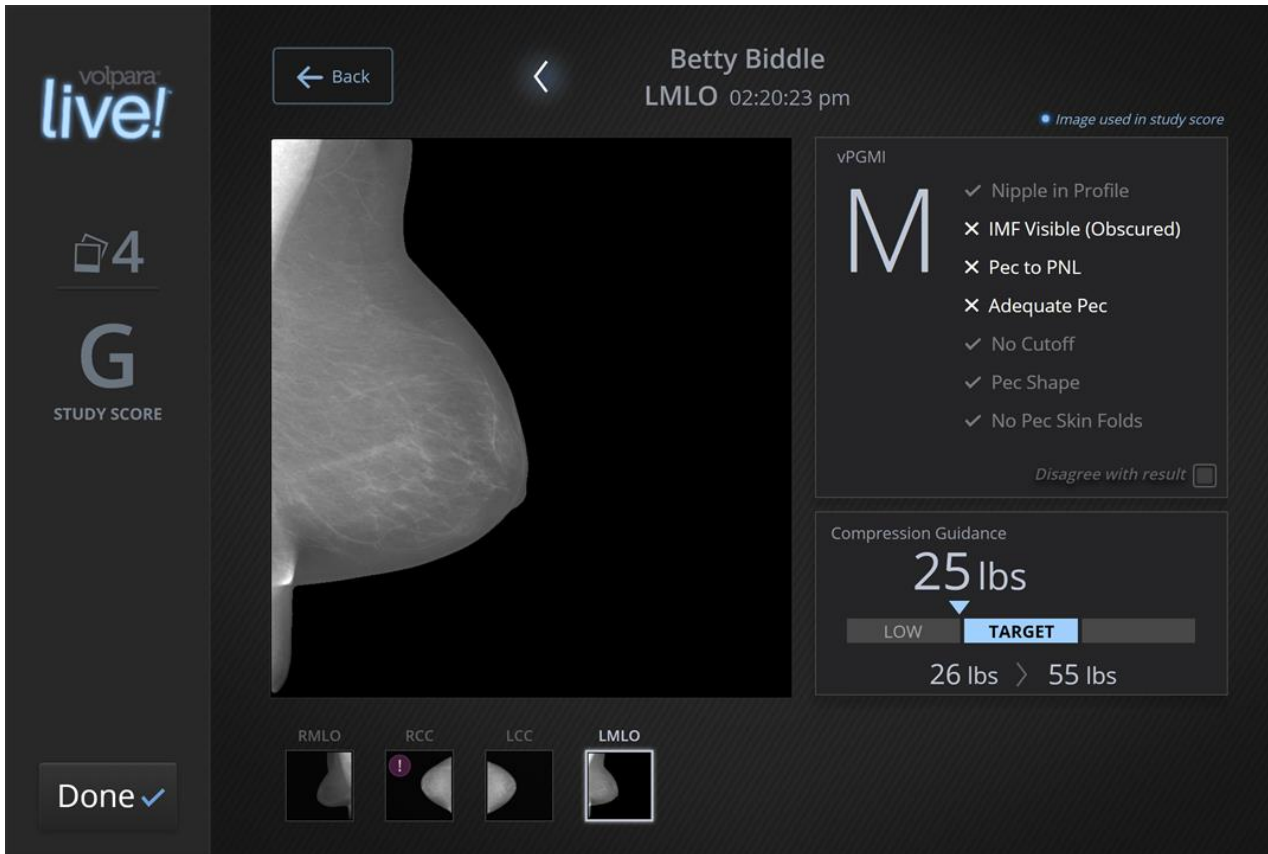 volpara
live!
4
G
STUDY SCORE
Done
Back
Betty Biddle
LMLO 02:20:23 pm
Image used in study score
vPGMI
M
Nipple in Profile
IMF Visible (Obscured)
Pec to PNL
Adequate Pec
No Cutoff
Pec Shape
No Pec Skin Folds
Disagree with result
Compression Guidance
25 lbs
LOW TARGET
26 lbs > 55 lbs
RMLO RCC LCC LMLO
!